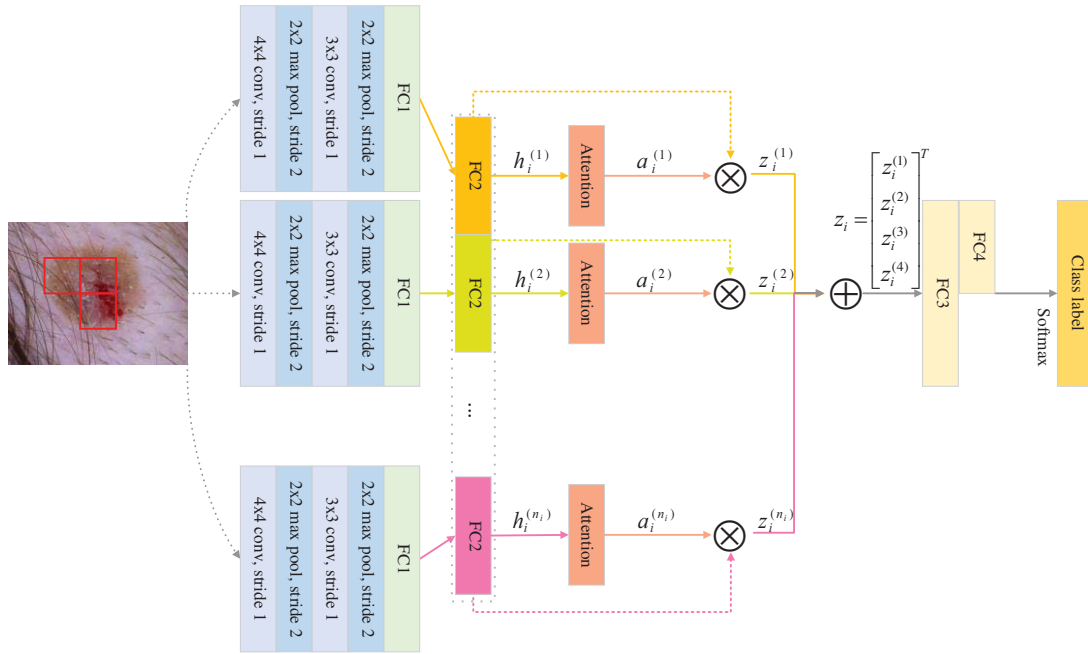 4x4 conv, stride 1
2x2 max pool, stride 2
3x3 conv, stride 1
2x2 max pool, stride 2
FC1
FC2
h_i^{(1)}
Attention
a_i^{(1)}
z_i^{(1)}
4x4 conv, stride 1
2x2 max pool, stride 2
3x3 conv, stride 1
2x2 max pool, stride 2
FC1
FC2
h_i^{(2)}
Attention
a_i^{(2)}
z_i^{(2)}
...
4x4 conv, stride 1
2x2 max pool, stride 2
3x3 conv, stride 1
2x2 max pool, stride 2
FC1
FC2
h_i^{(n_i)}
Attention
a_i^{(n_i)}
z_i^{(n_i)}
z_i = [z_i^{(1)} z_i^{(2)} z_i^{(3)} z_i^{(4)}]^T
FC3
FC4
Softmax
Class label